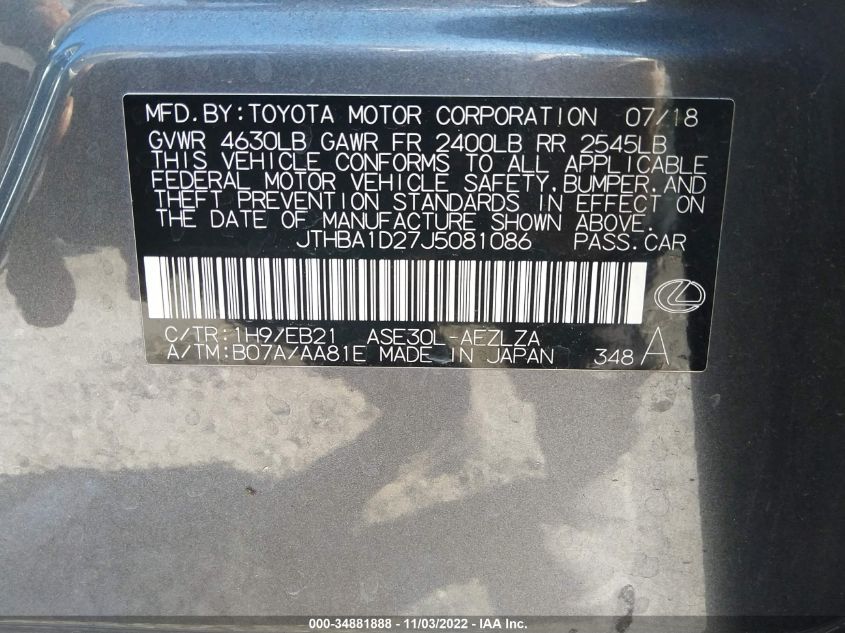 MFD.BY:TOYOTA MOTOR CORPORATION 07/18
GVWR 4630LB GAWR FR 2400LB RR 2545LB
THIS VEHICLE CONFORMS TO ALL APPLICABLE
FEDERAL MOTOR VEHICLE SAFETY,BUMPER,AND
THEFT PREVENTION STANDARDS IN EFFECT ON
THE DATE OF MANUFACTURE SHOWN ABOVE.
JTHBA1D27J5081086 PASS.CAR
C/TR:1H9/EB21 ASE30L-AEZLZA
A/TM:B07A/AA81E MADE IN JAPAN 348 A
000-34881888 - 11/03/2022 - IAA Inc.